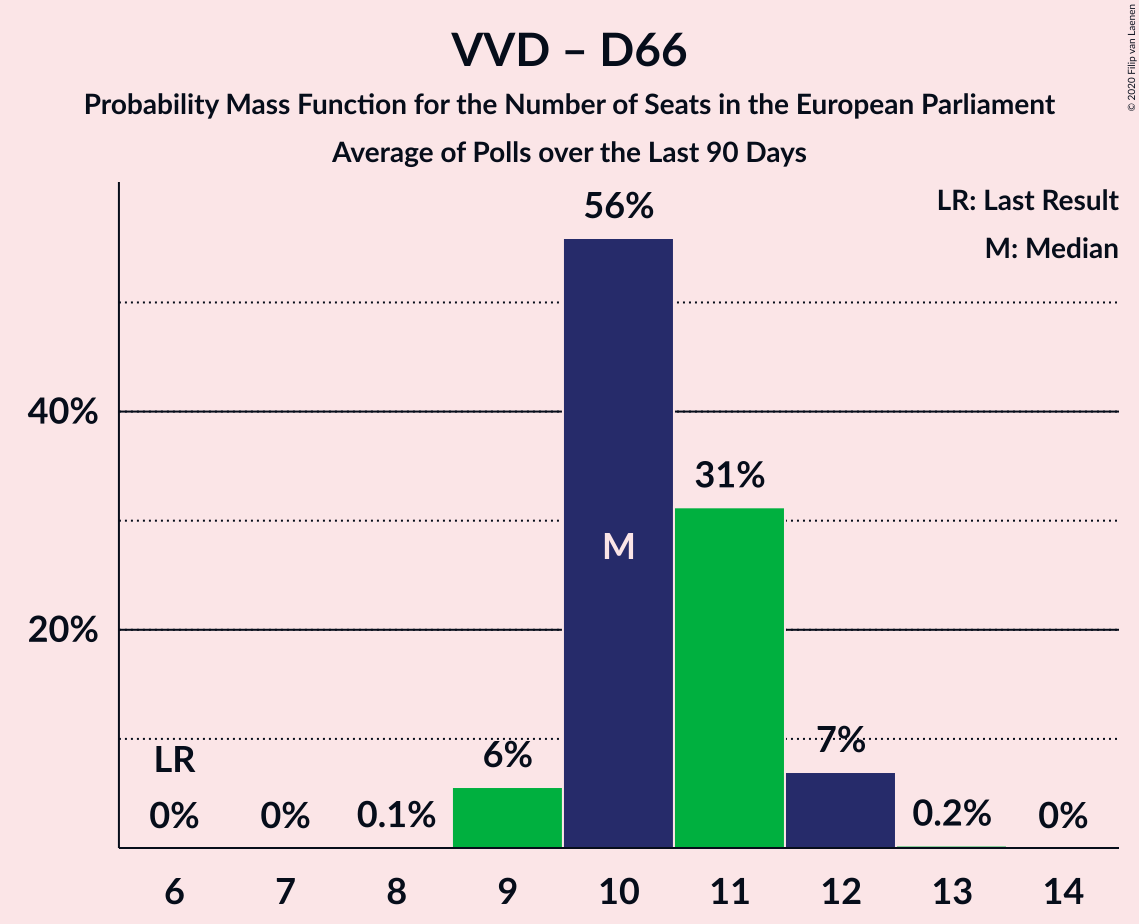 VVD – D66
Probability Mass Function for the Number of Seats in the European Parliament
Average of Polls over the Last 90 Days
© 2020 Filip van Laenen
LR: Last Result
M: Median
56%
40%
31%
M
20%
LR
6%
7%
0%
0%
0.1%
0.2%
0%
6
7
8
9
10
11
12
13
14